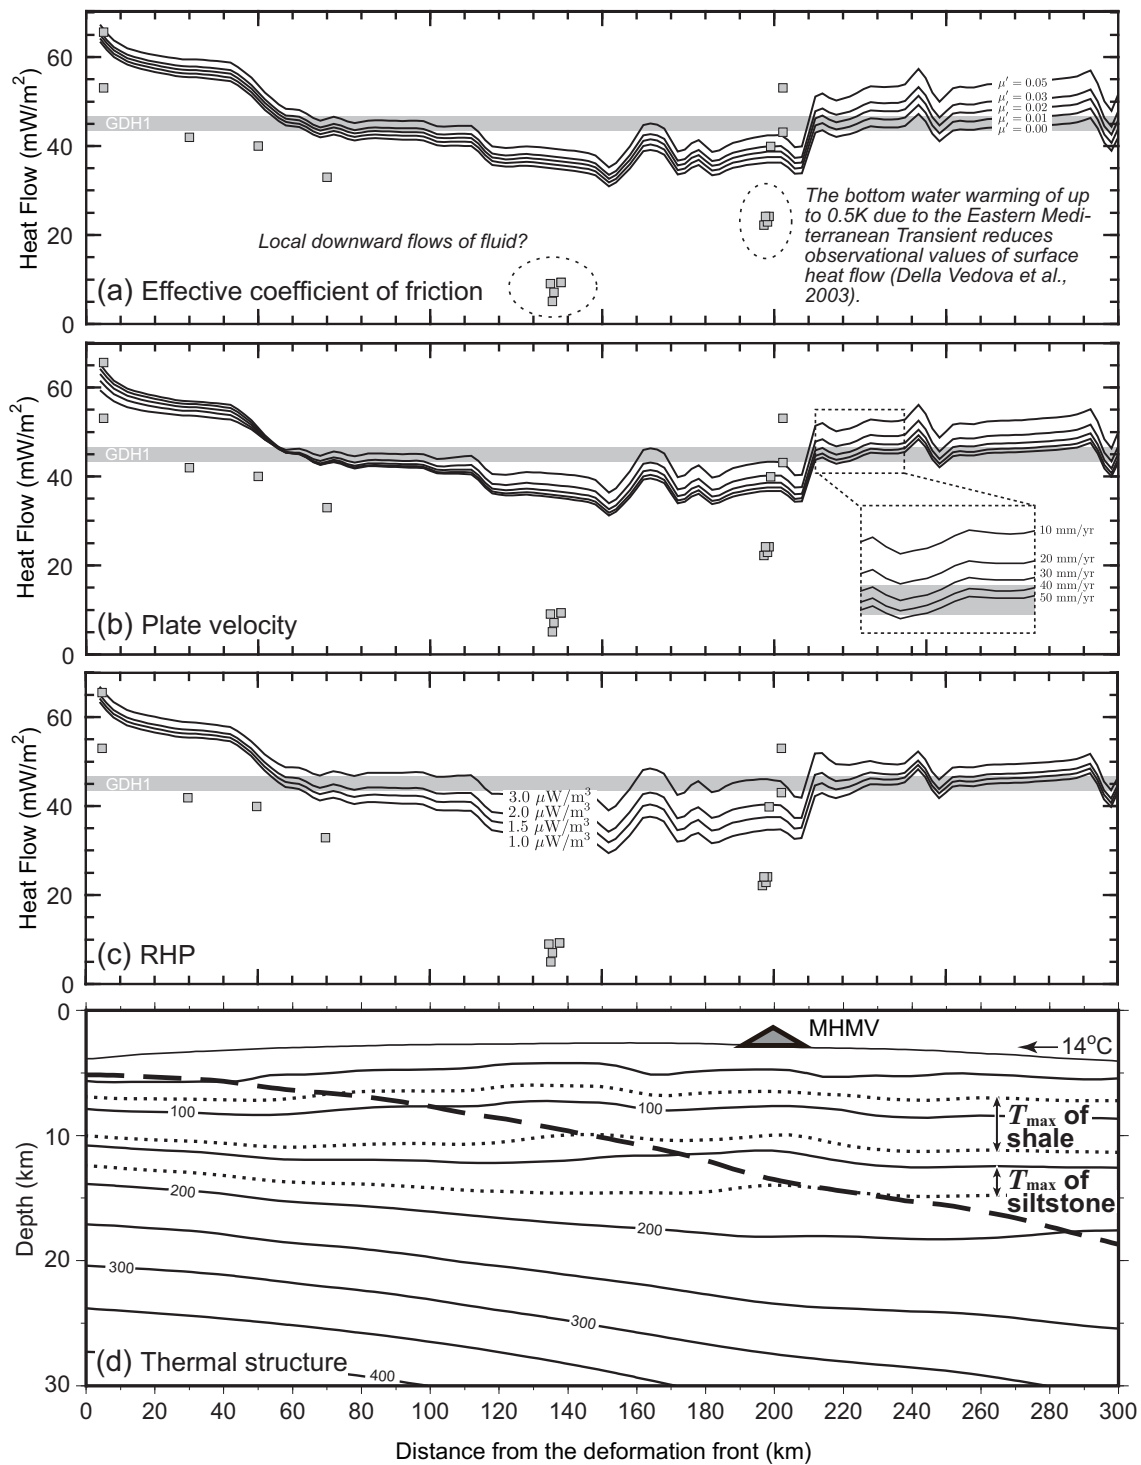 60
40
20
0
Heat Flow (mW/m²)
GDH1
μ′ = 0.05
μ′ = 0.03
μ′ = 0.02
μ′ = 0.01
μ′ = 0.00
Local downward flows of fluid?
The bottom water warming of up
to 0.5K due to the Eastern Medi-
terranean Transient reduces
observational values of surface
heat flow (Della Vedova et al.,
2003).
(a) Effective coefficient of friction
60
40
20
0
Heat Flow (mW/m²)
GDH1
10 mm/yr
20 mm/yr
30 mm/yr
40 mm/yr
50 mm/yr
(b) Plate velocity
60
40
20
0
Heat Flow (mW/m²)
GDH1
3.0 μW/m³
2.0 μW/m³
1.5 μW/m³
1.0 μW/m³
(c) RHP
0
10
20
30
Depth (km)
MHMV
14°C
100
100
Tmax of
shale
Tmax of
siltstone
200
200
300
300
400
(d) Thermal structure
0 20 40 60 80 100 120 140 160 180 200 220 240 260 280 300
Distance from the deformation front (km)